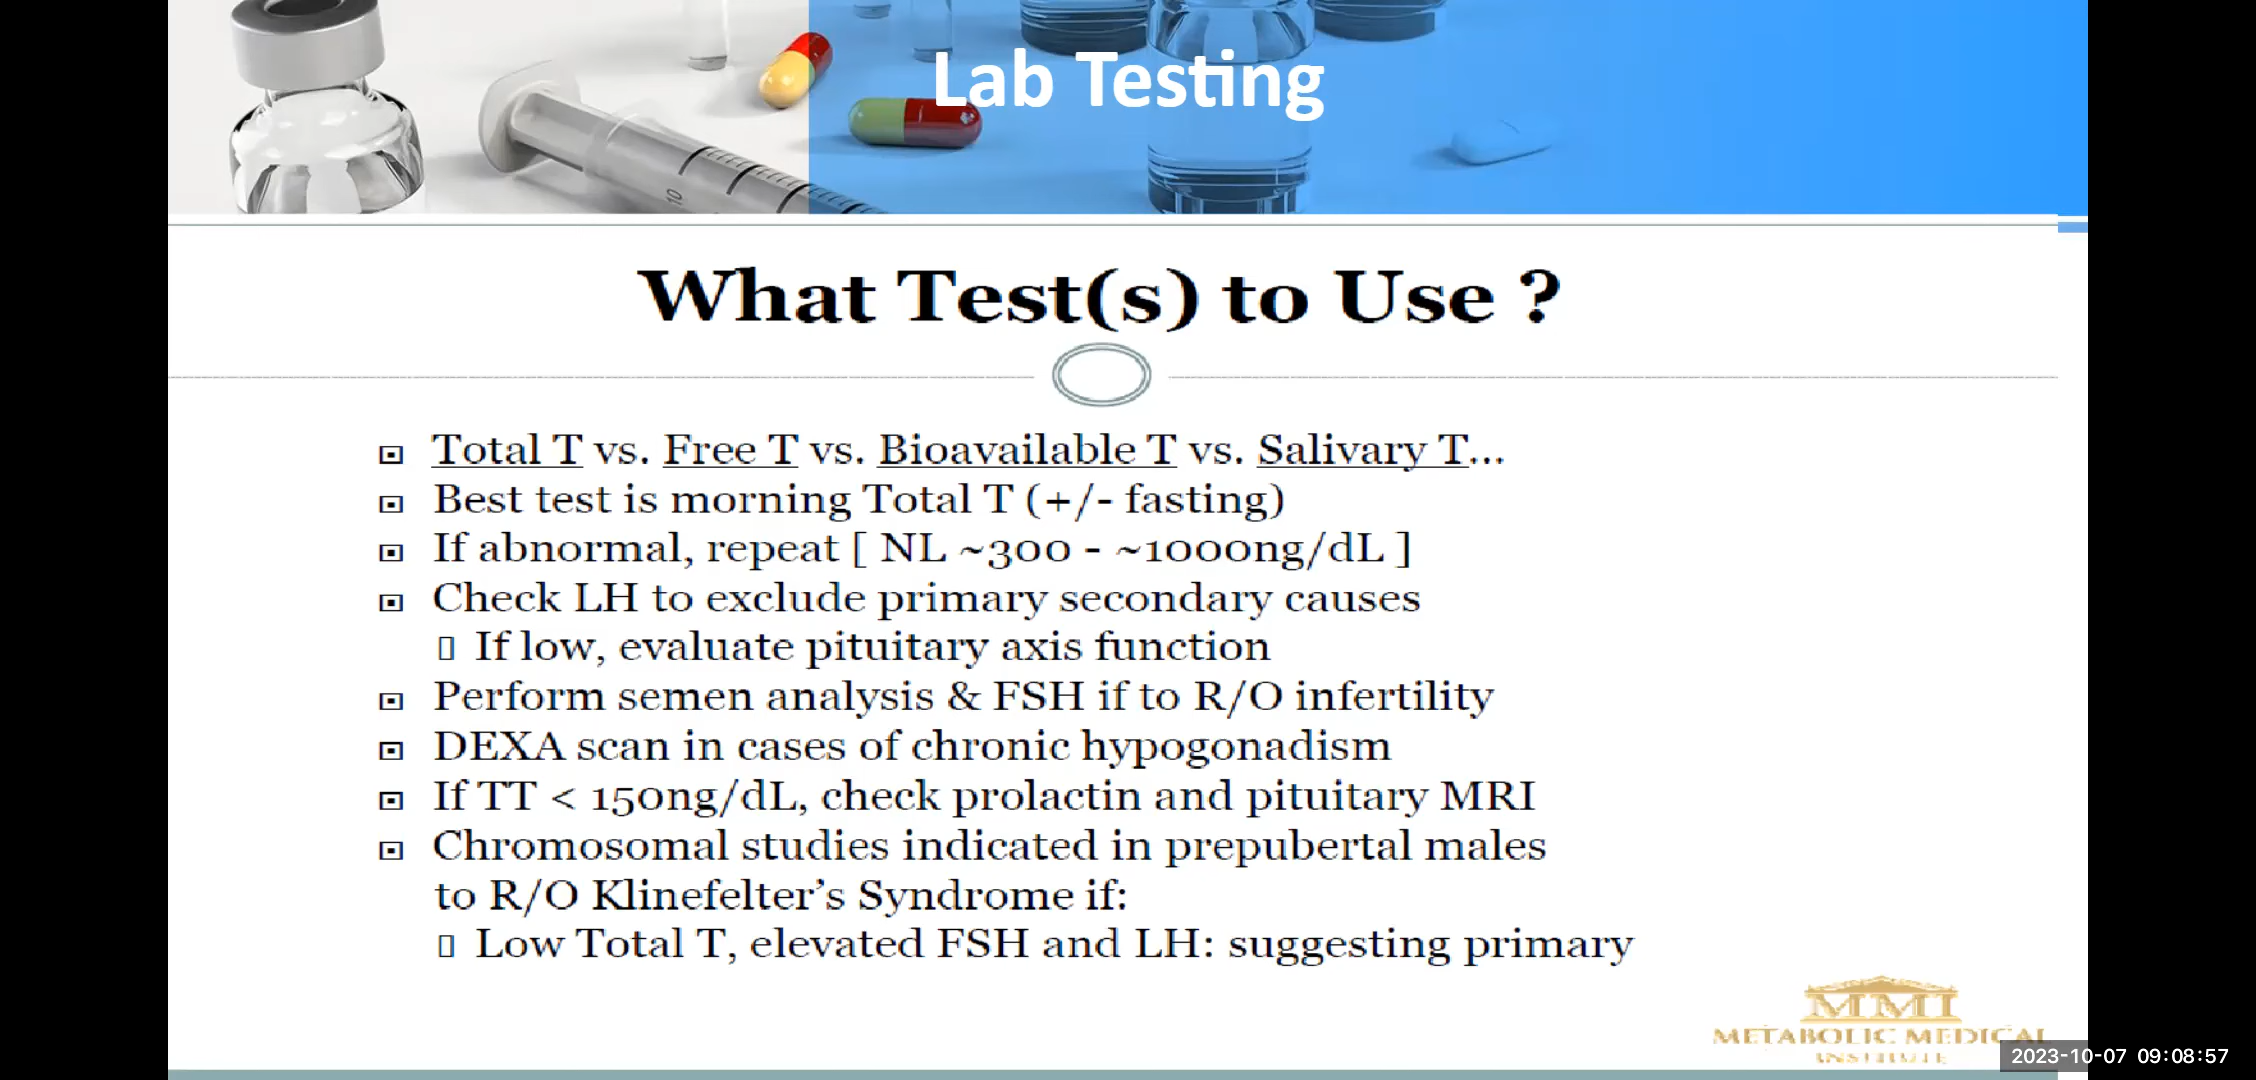 Lab Testing
What Test(s) to Use ?
Total T vs. Free T vs. Bioavailable T vs. Salivary T...
Best test is morning Total T (+/- fasting)
If abnormal, repeat [ NL ~300 - ~1000ng/dL ]
Check LH to exclude primary secondary causes
If low, evaluate pituitary axis function
Perform semen analysis & FSH if to R/O infertility
DEXA scan in cases of chronic hypogonadism
If TT < 150ng/dL, check prolactin and pituitary MRI
Chromosomal studies indicated in prepubertal males
to R/O Klinefelter’s Syndrome if:
Low Total T, elevated FSH and LH: suggesting primary
10
MMI
METABOLIC MEDICAL
INSTITUTE
2023-10-07 09:08:57